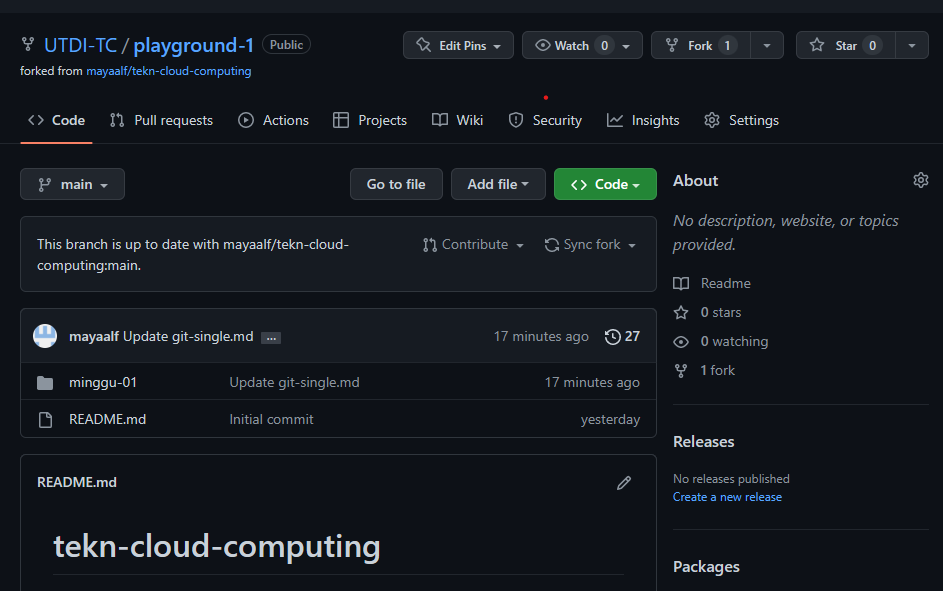 UTDI-TC / playground-1 Public
Edit Pins Watch 0 Fork 1 Star 0
forked from mayaalf/tekn-cloud-computing
Code Pull requests Actions Projects Wiki Security Insights Settings
main Go to file Add file Code
This branch is up to date with mayaalf/tekn-cloud-
computing:main.
Contribute Sync fork
mayaalf Update git-single.md ... 17 minutes ago 27
minggu-01 Update git-single.md 17 minutes ago
README.md Initial commit yesterday
README.md
tekn-cloud-computing
About
No description, website, or topics
provided.
Readme
0 stars
0 watching
1 fork
Releases
No releases published
Create a new release
Packages